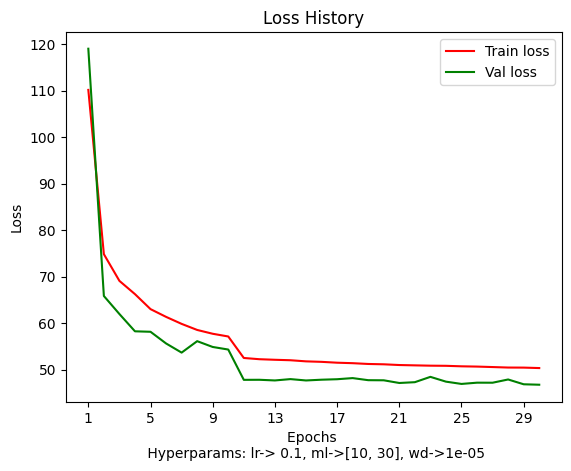 Loss History
Train loss
Val loss
120
110
100
90
80
70
60
50
Loss
1 5 9 13 17 21 25 29
Epochs
Hyperparams: lr-> 0.1, ml->[10, 30], wd->1e-05